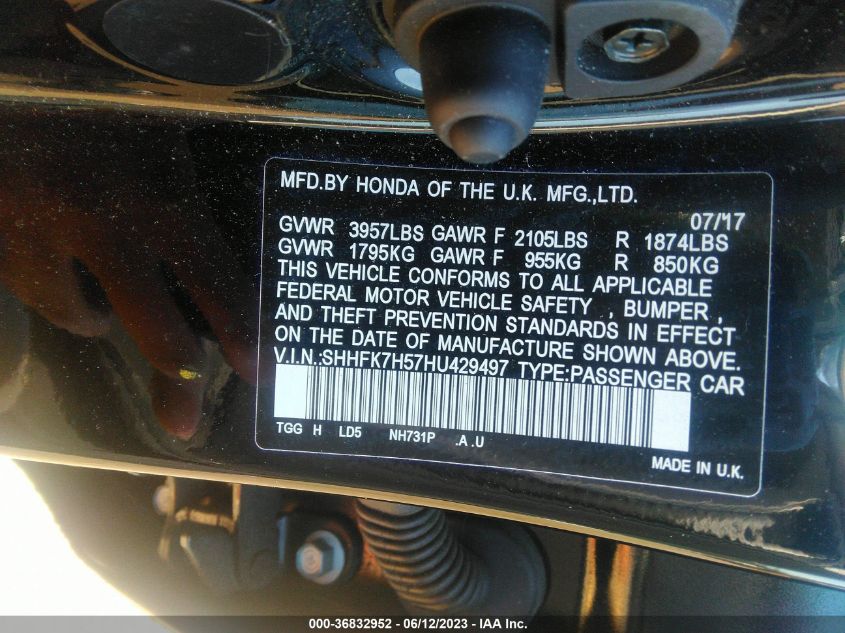 MFD.BY HONDA OF THE U.K. MFG.,LTD.
07/17
GVWR 3957LBS GAWR F 2105LBS R 1874LBS
GVWR 1795KG GAWR F 955KG R 850KG
THIS VEHICLE CONFORMS TO ALL APPLICABLE
FEDERAL MOTOR VEHICLE SAFETY , BUMPER ,
AND THEFT PREVENTION STANDARDS IN EFFECT
ON THE DATE OF MANUFACTURE SHOWN ABOVE.
V.I.N.:SHHFK7H57HU429497 TYPE:PASSENGER CAR
TGG H LD5 NH731P .A .U
MADE IN U.K.
000-36832952 - 06/12/2023 - IAA Inc.